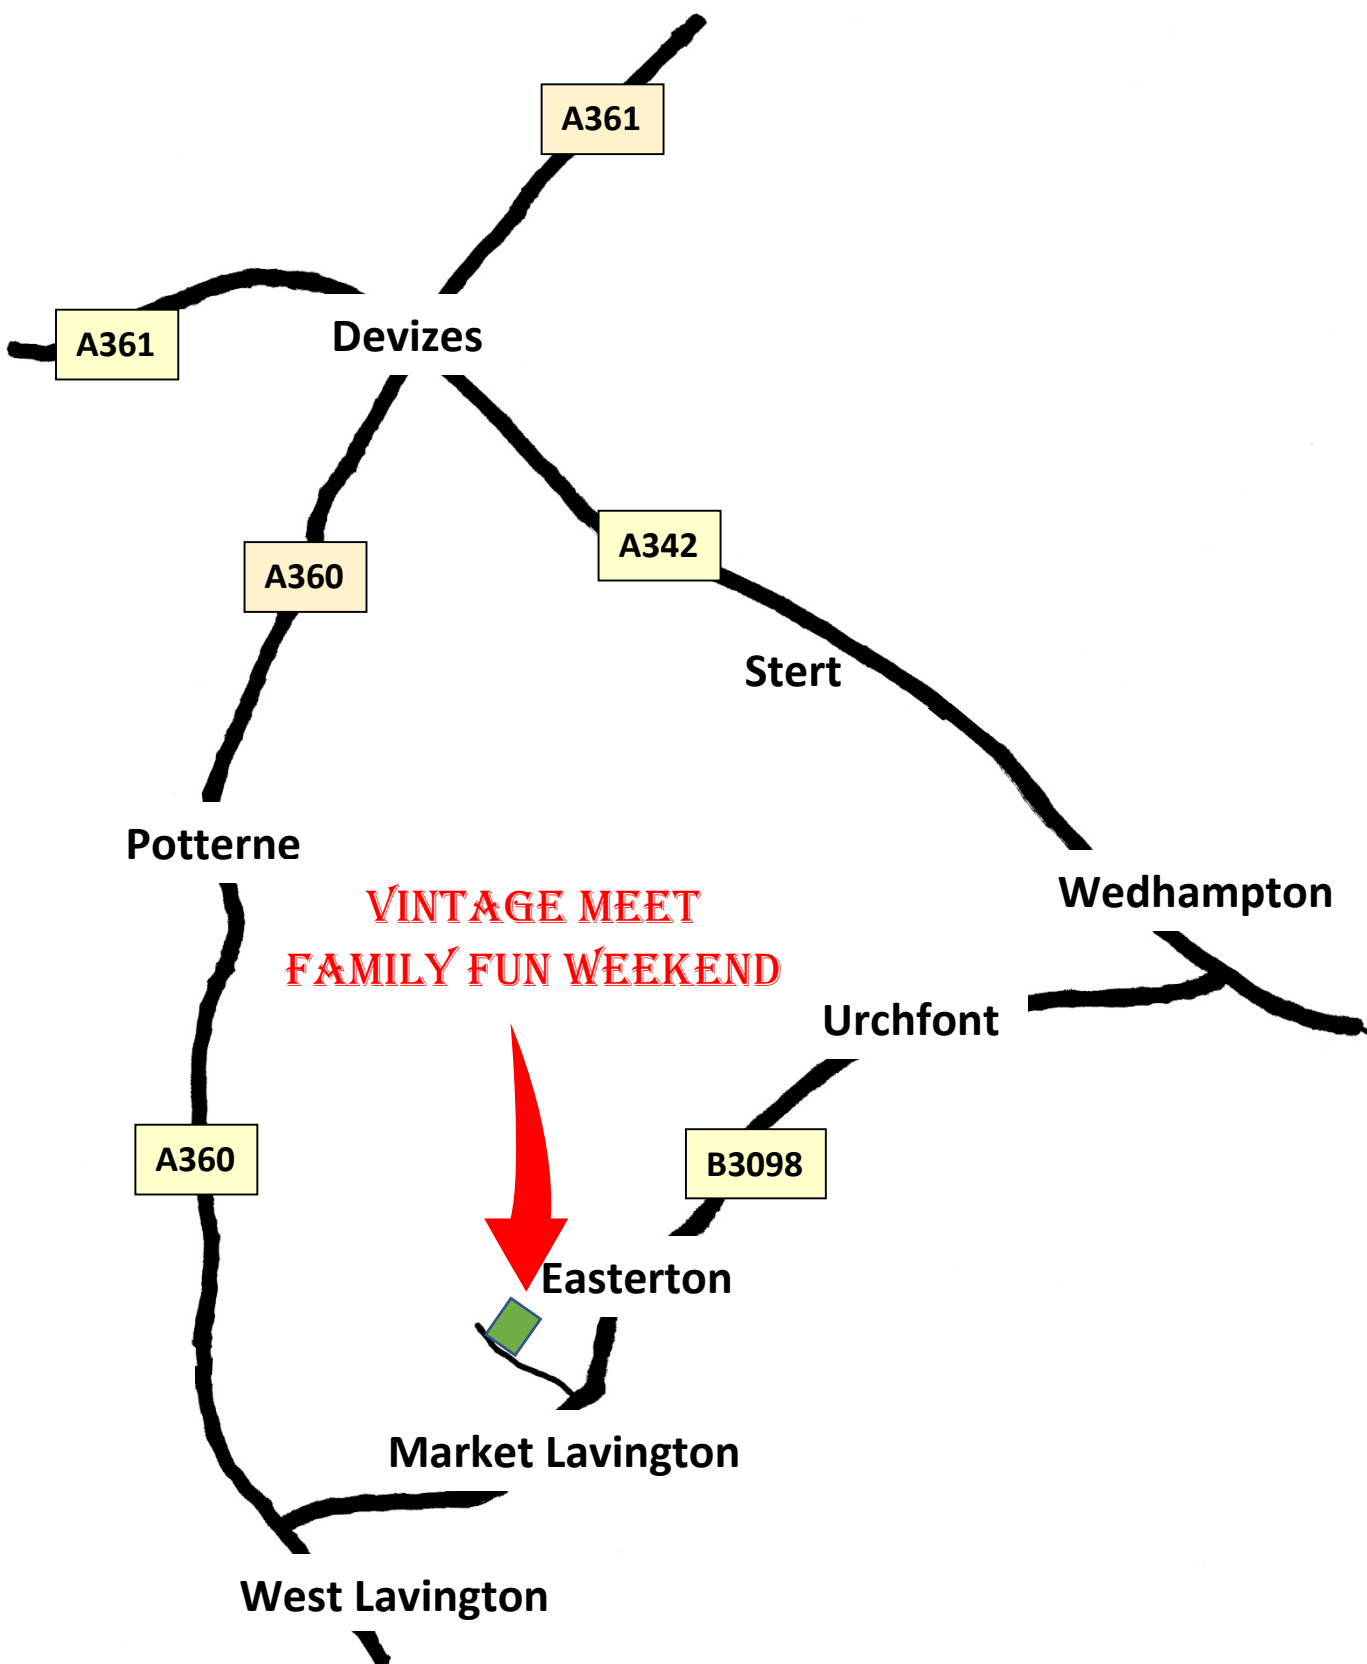 A361
A361
Devizes
A342
A360
Stert
Potterne
Wedhampton
VINTAGE MEET
FAMILY FUN WEEKEND
Urchfont
A360
B3098
Easterton
Market Lavington
West Lavington